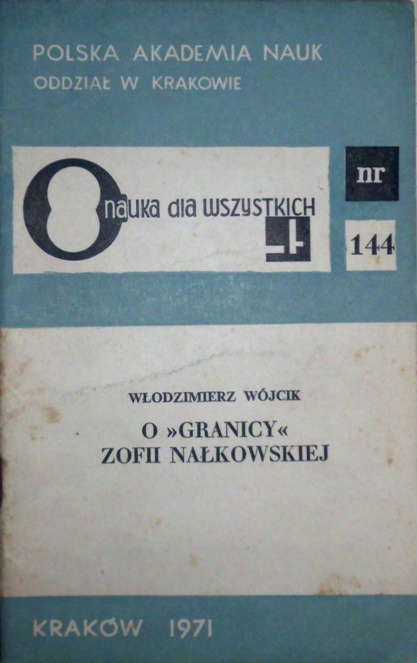 POLSKA AKADEMIA NAUK
ODDZIAŁ W KRAKOWIE
nauka dla wszystkich
nr
144
WŁODZIMIERZ WÓJCIK
O »GRANICY«
ZOFII NAŁKOWSKIEJ
KRAKÓW 1971